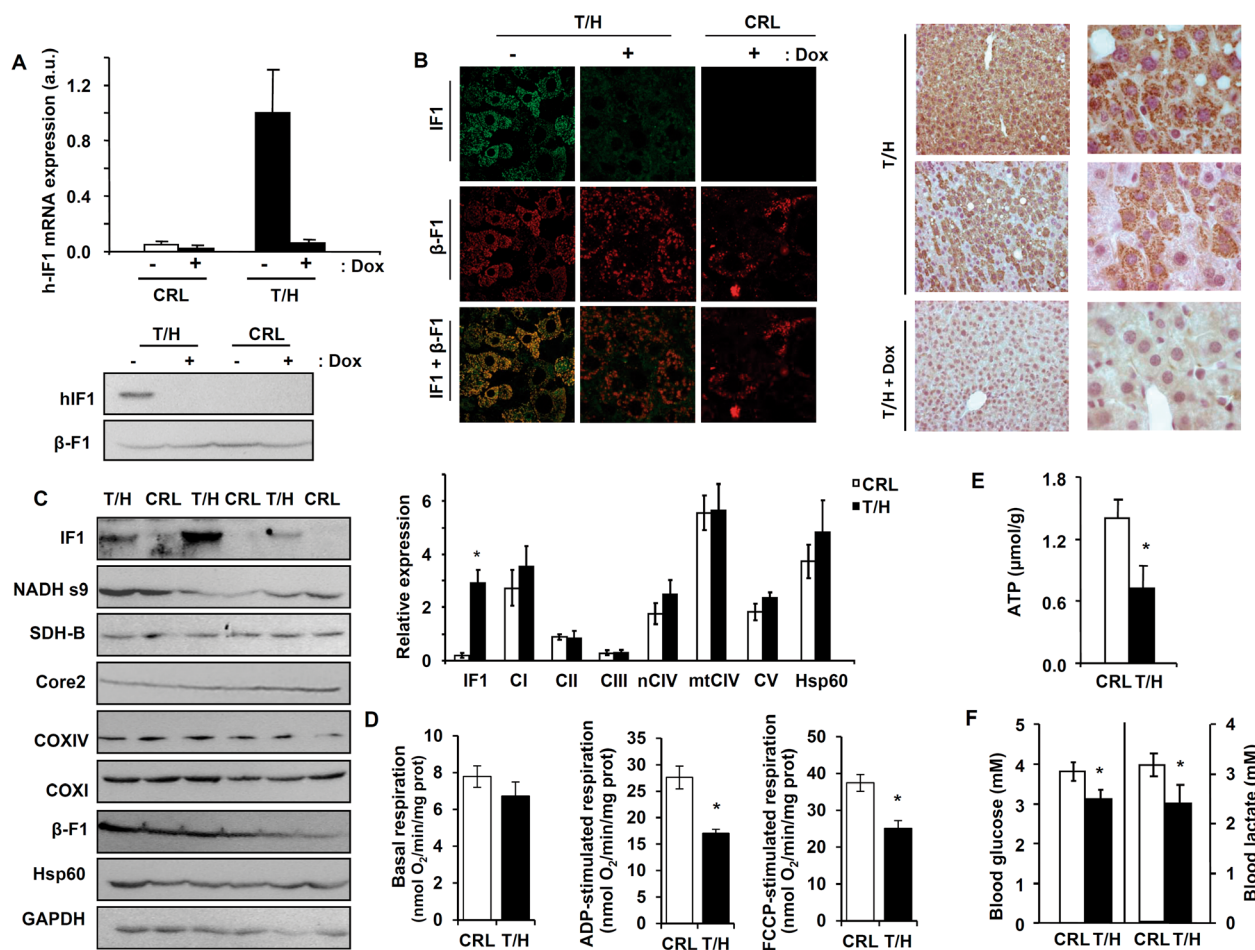 A
h-IF1 mRNA expression (a.u.)
1.2
0.8
0.4
0.0
- + - + : Dox
CRL T/H
T/H CRL
- + - + : Dox
hIF1
β-F1
B
T/H CRL
- + + : Dox
IF1
β-F1
IF1 + β-F1
T/H
T/H + Dox
C
T/H CRL T/H CRL T/H CRL
IF1
NADH s9
SDH-B
Core2
COXIV
COXI
β-F1
Hsp60
GAPDH
Relative expression
6
4
2
0
*
CRL
T/H
IF1 CI CII CIII nCIV mtCIV CV Hsp60
D
Basal respiration
(nmol O2/min/mg prot)
10
8
6
4
2
0
CRL T/H
ADP-stimulated respiration
(nmol O2/min/mg prot)
35
30
25
20
15
10
5
0
*
CRL T/H
FCCP-stimulated respiration
(nmol O2/min/mg prot)
50
40
30
20
10
0
*
CRL T/H
E
ATP (µmol/g)
1.8
1.2
0.6
0.0
*
CRL T/H
F
Blood glucose (mM)
5
4
3
2
1
0
*
CRL T/H
*
CRL T/H
4
3
2
1
0
Blood lactate (mM)